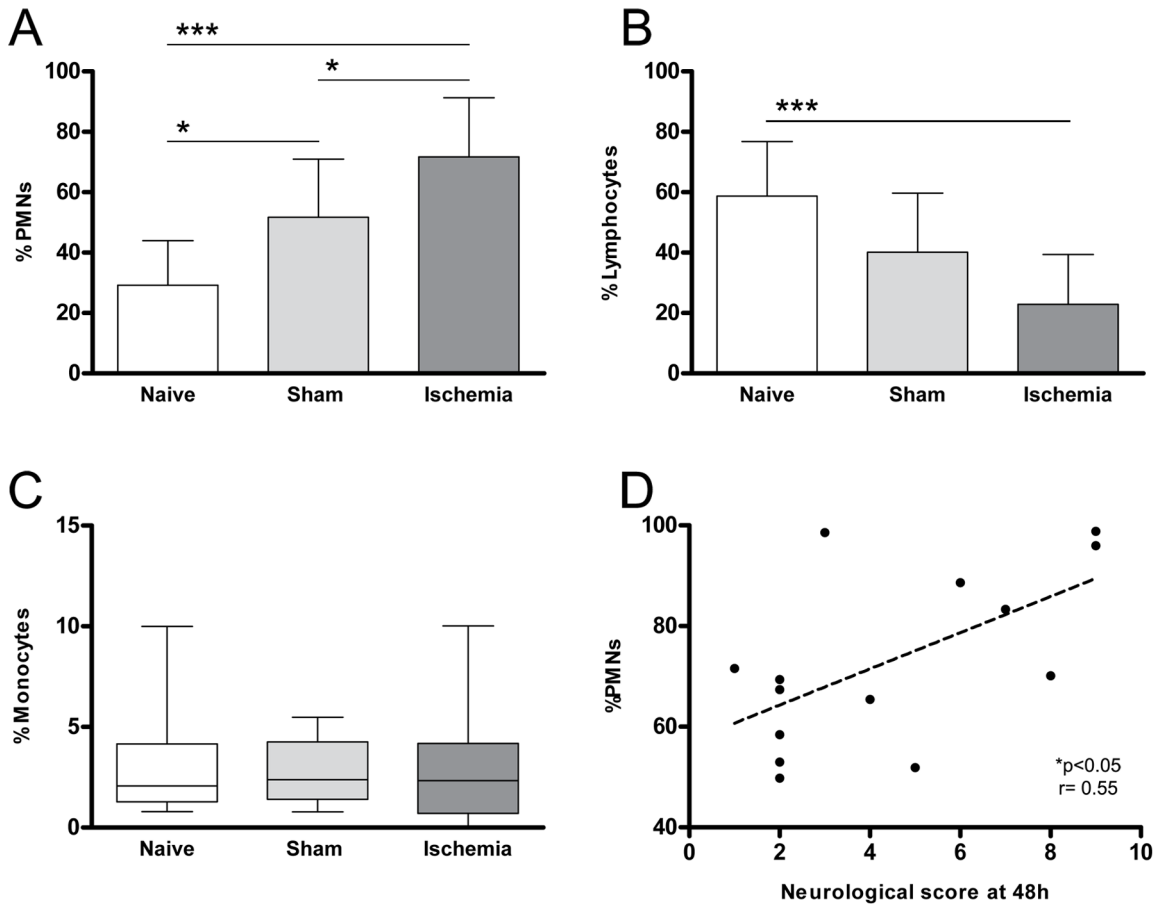 A
***
*
*
100
80
60
40
20
0
% PMNs
Naive
Sham
Ischemia
B
***
100
80
60
40
20
0
% Lymphocytes
Naive
Sham
Ischemia
C
15
10
5
0
% Monocytes
Naive
Sham
Ischemia
D
100
80
60
40
%PMNs
*p<0.05
r= 0.55
0 2 4 6 8 10
Neurological score at 48h